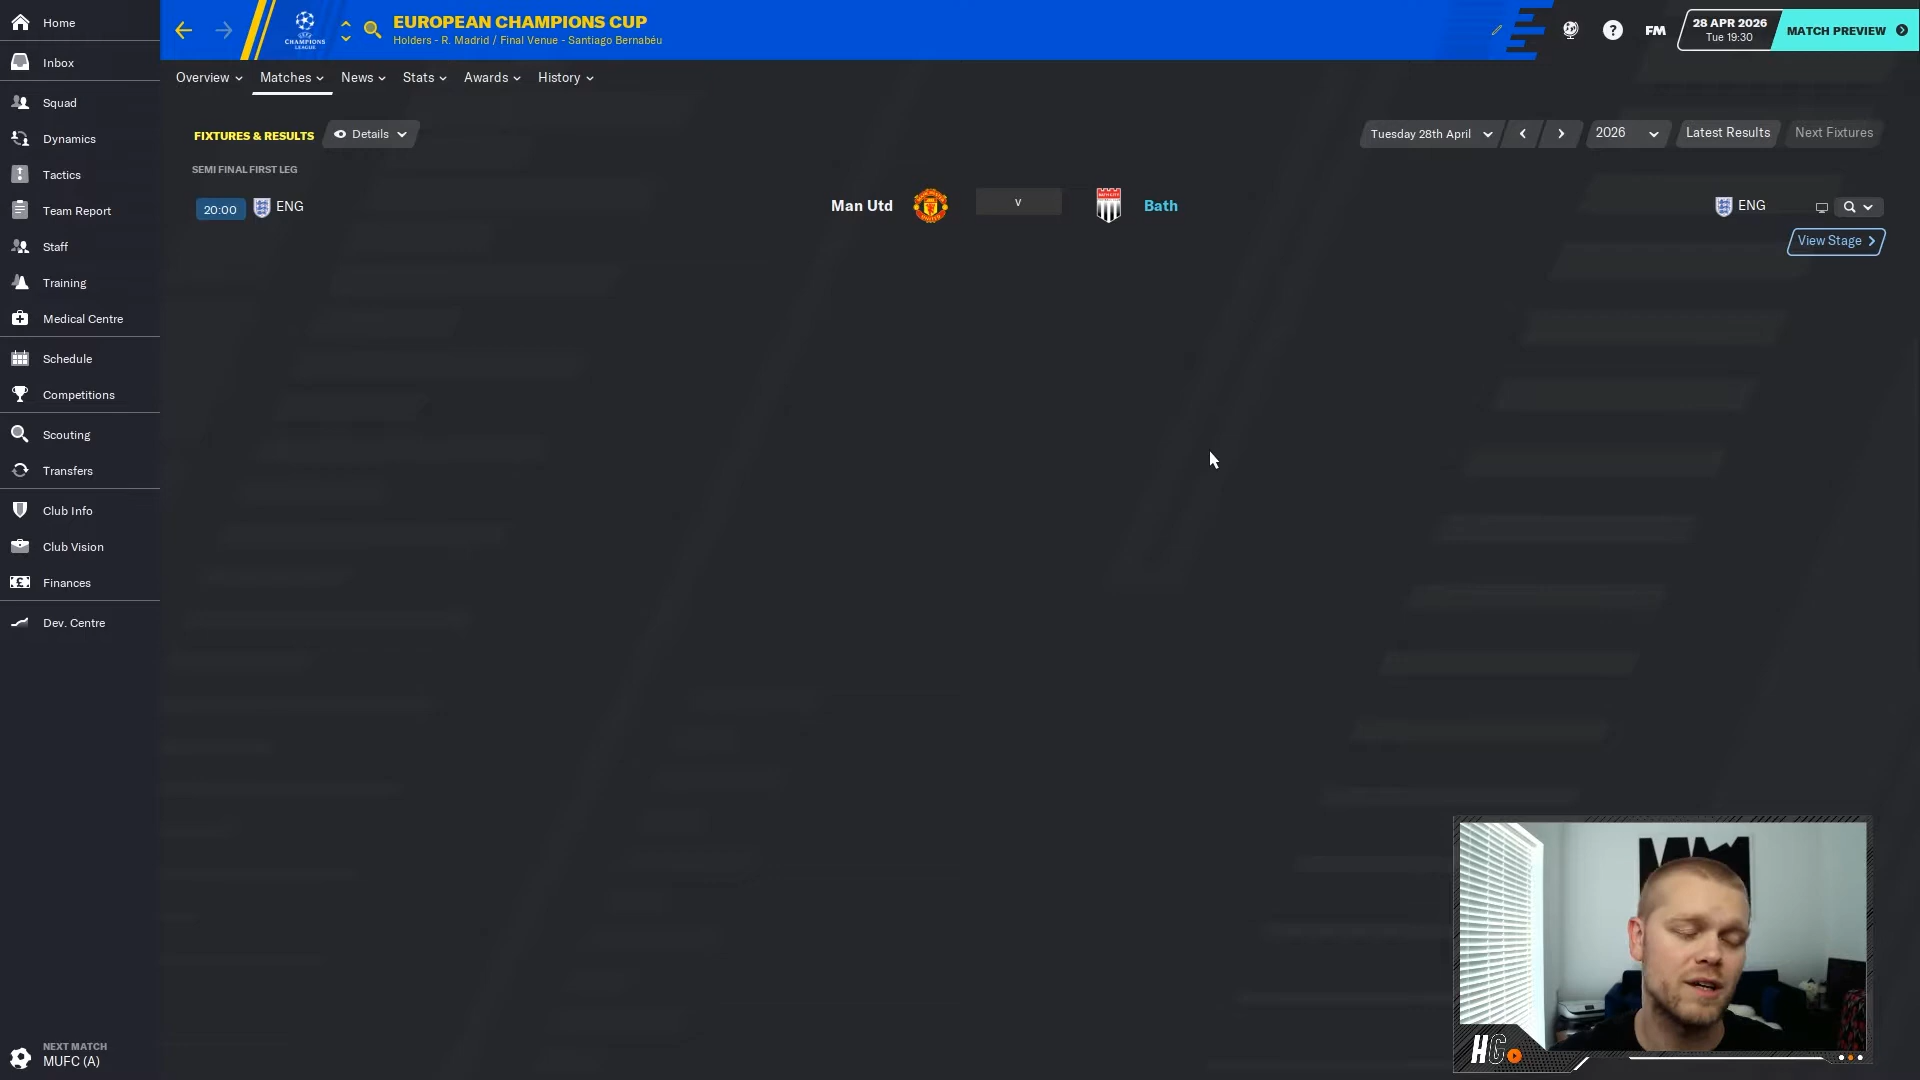 Home
Inbox
Squad
Dynamics
Tactics
Team Report
Staff
Training
Medical Centre
Schedule
Competitions
Scouting
Transfers
Club Info
Club Vision
Finances
Dev. Centre
NEXT MATCH
MUFC (A)
CHAMPIONS
LEAGUE
EUROPEAN CHAMPIONS CUP
Holders - R. Madrid / Final Venue - Santiago Bernabéu
?
FM
28 APR 2026
Tue 19:30
MATCH PREVIEW
Overview
Matches
News
Stats
Awards
History
FIXTURES & RESULTS
Details
Tuesday 28th April
2026
Latest Results
Next Fixtures
SEMI FINAL FIRST LEG
20:00
ENG
Man Utd
v
Bath
ENG
View Stage
HG